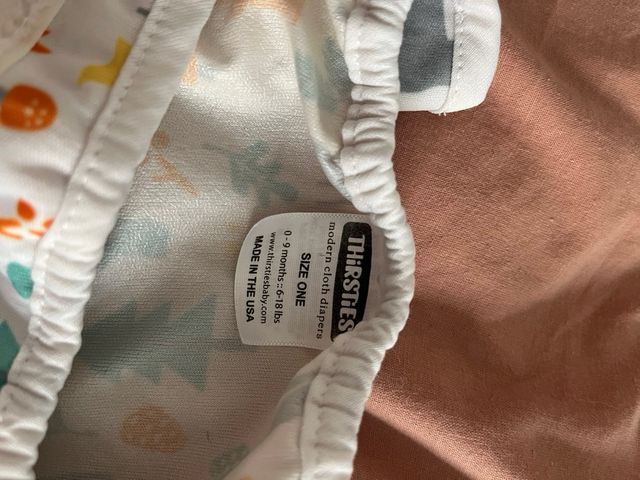 THIRSTIES
modern cloth diapers
SIZE ONE
0 - 9 months :: 6-18 lbs
www.thirstiesbaby.com
MADE IN THE USA